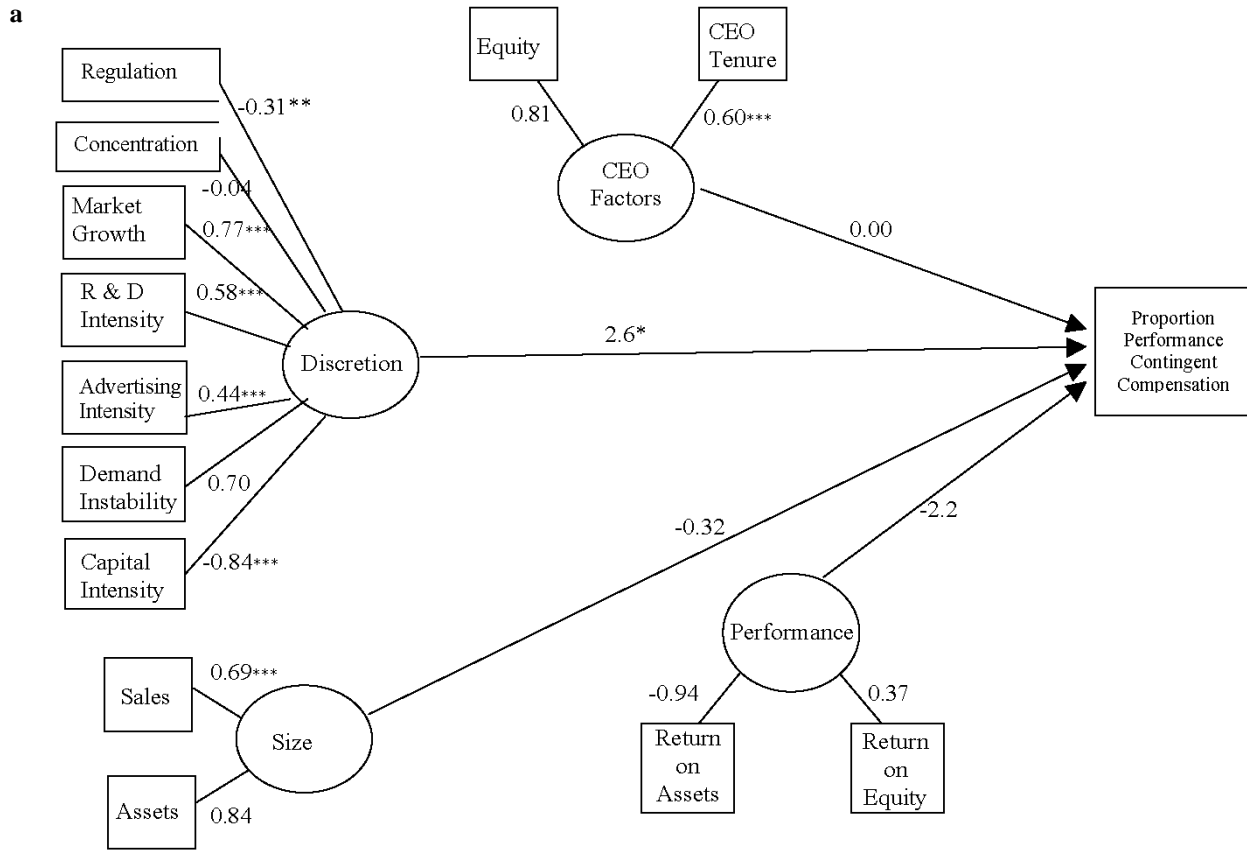 a
Regulation
-0.31**
Concentration
-0.04
Market
Growth
0.77***
R & D
Intensity
0.58***
Advertising
Intensity
0.44***
Demand
Instability
0.70
Capital
Intensity
-0.84***
Discretion
2.6*
Equity
0.81
CEO
Tenure
0.60***
CEO
Factors
0.00
Proportion
Performance
Contingent
Compensation
Sales
0.69***
Assets
0.84
Size
-0.32
Performance
-2.2
-0.94
0.37
Return
on
Assets
Return
on
Equity